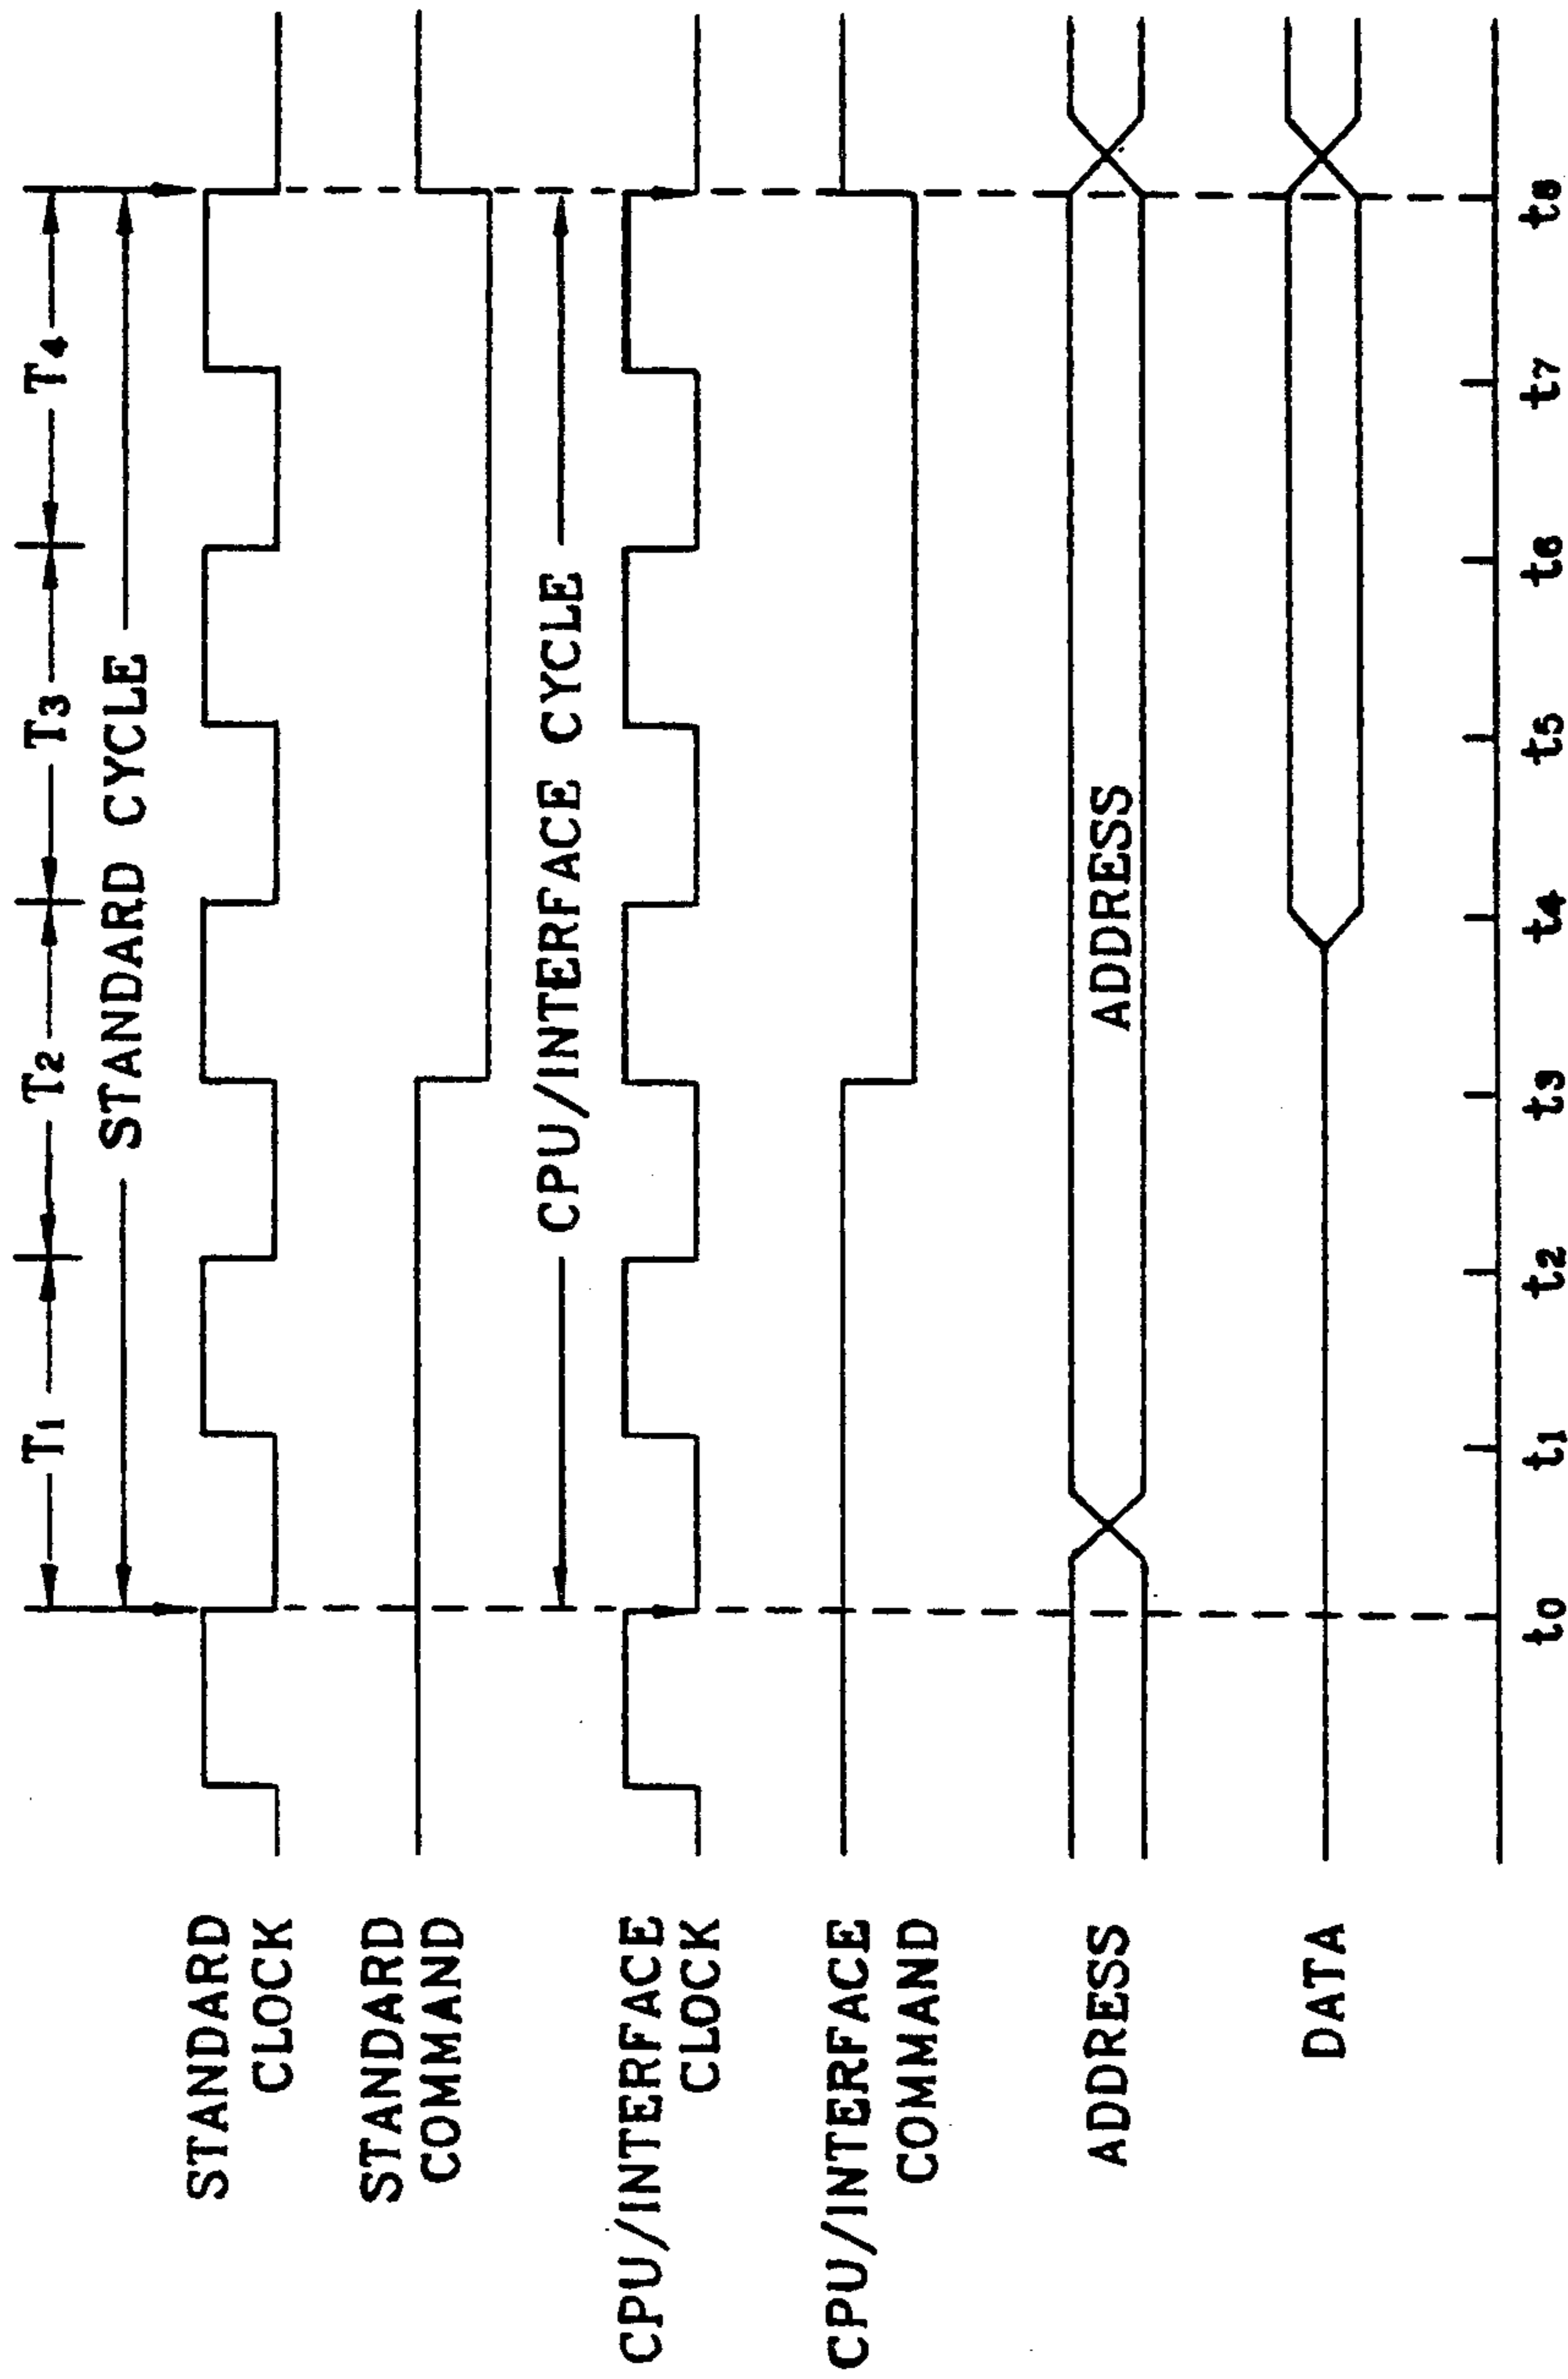 T1 T2 T3 T4
STANDARD CYCLE
STANDARD
CLOCK
STANDARD
COMMAND
CPU/INTERFACE CYCLE
CPU/INTERFACE
CLOCK
CPU/INTERFACE
COMMAND
ADDRESS
ADDRESS
DATA
t0 t1 t2 t3 t4 t5 t6 t7 t8